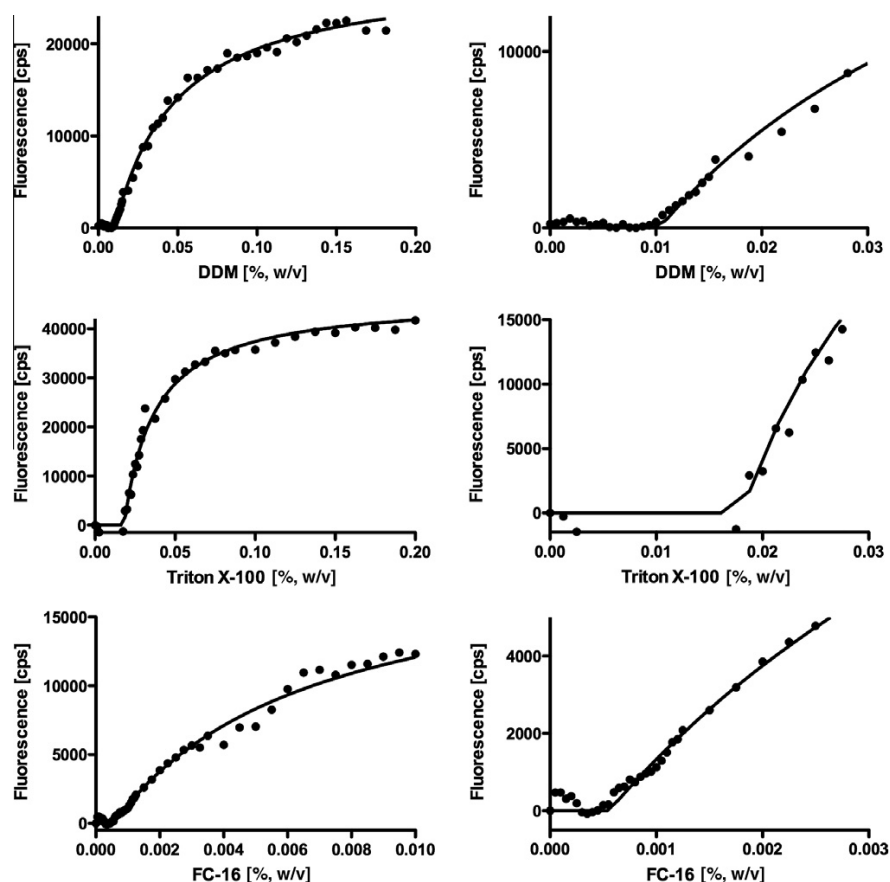 Fluorescence [cps]
20000
10000
0
0.00 0.05 0.10 0.15 0.20
DDM [%, w/v]
Fluorescence [cps]
10000
0
0.00 0.01 0.02 0.03
DDM [%, w/v]
Fluorescence [cps]
40000
30000
20000
10000
0
0.00 0.05 0.10 0.15 0.20
Triton X-100 [%, w/v]
Fluorescence [cps]
15000
10000
5000
0
0.00 0.01 0.02 0.03
Triton X-100 [%, w/v]
Fluorescence [cps]
15000
10000
5000
0
0.000 0.002 0.004 0.006 0.008 0.010
FC-16 [%, w/v]
Fluorescence [cps]
4000
2000
0
0.000 0.001 0.002 0.003
FC-16 [%, w/v]